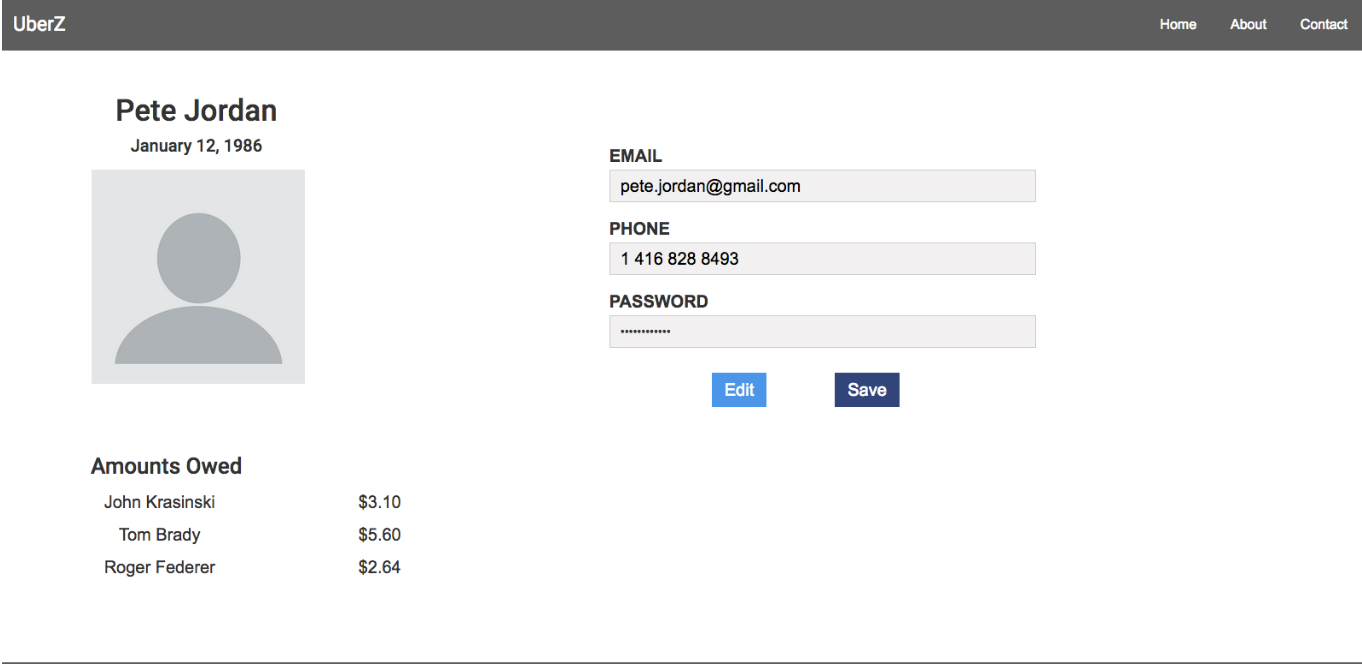 UberZ
Home About Contact
Pete Jordan
January 12, 1986
EMAIL
pete.jordan@gmail.com
PHONE
1 416 828 8493
PASSWORD
••••••••••••
Edit Save
Amounts Owed
John Krasinski $3.10
Tom Brady $5.60
Roger Federer $2.64